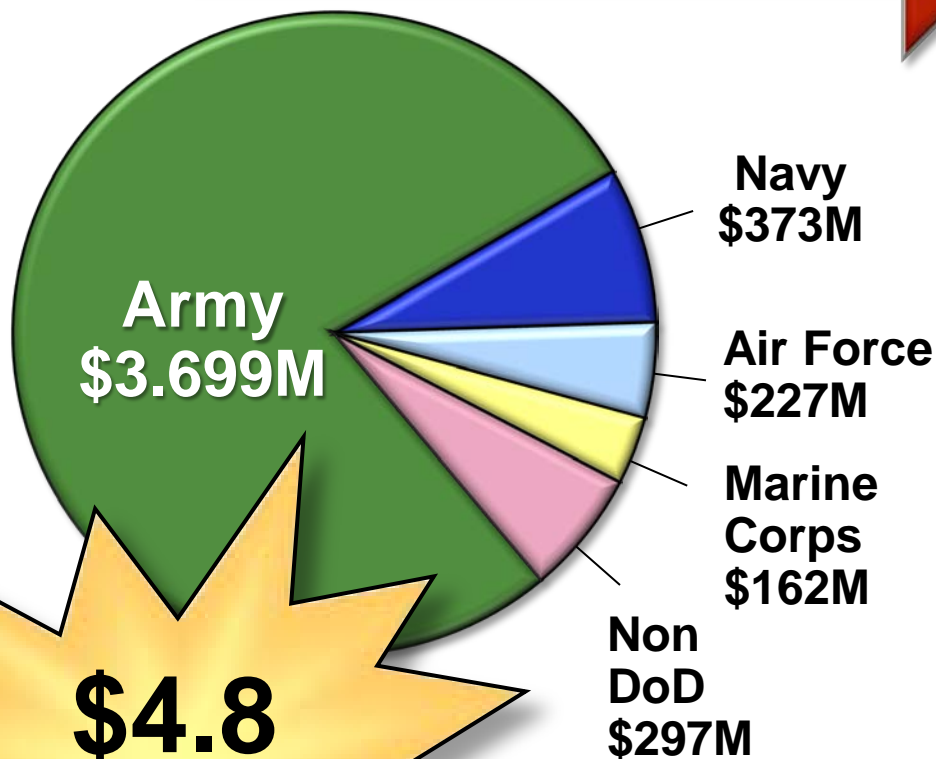 Army
$3.699M
Navy
$373M
Air Force
$227M
Marine
Corps
$162M
Non
DoD
$297M
$4.8